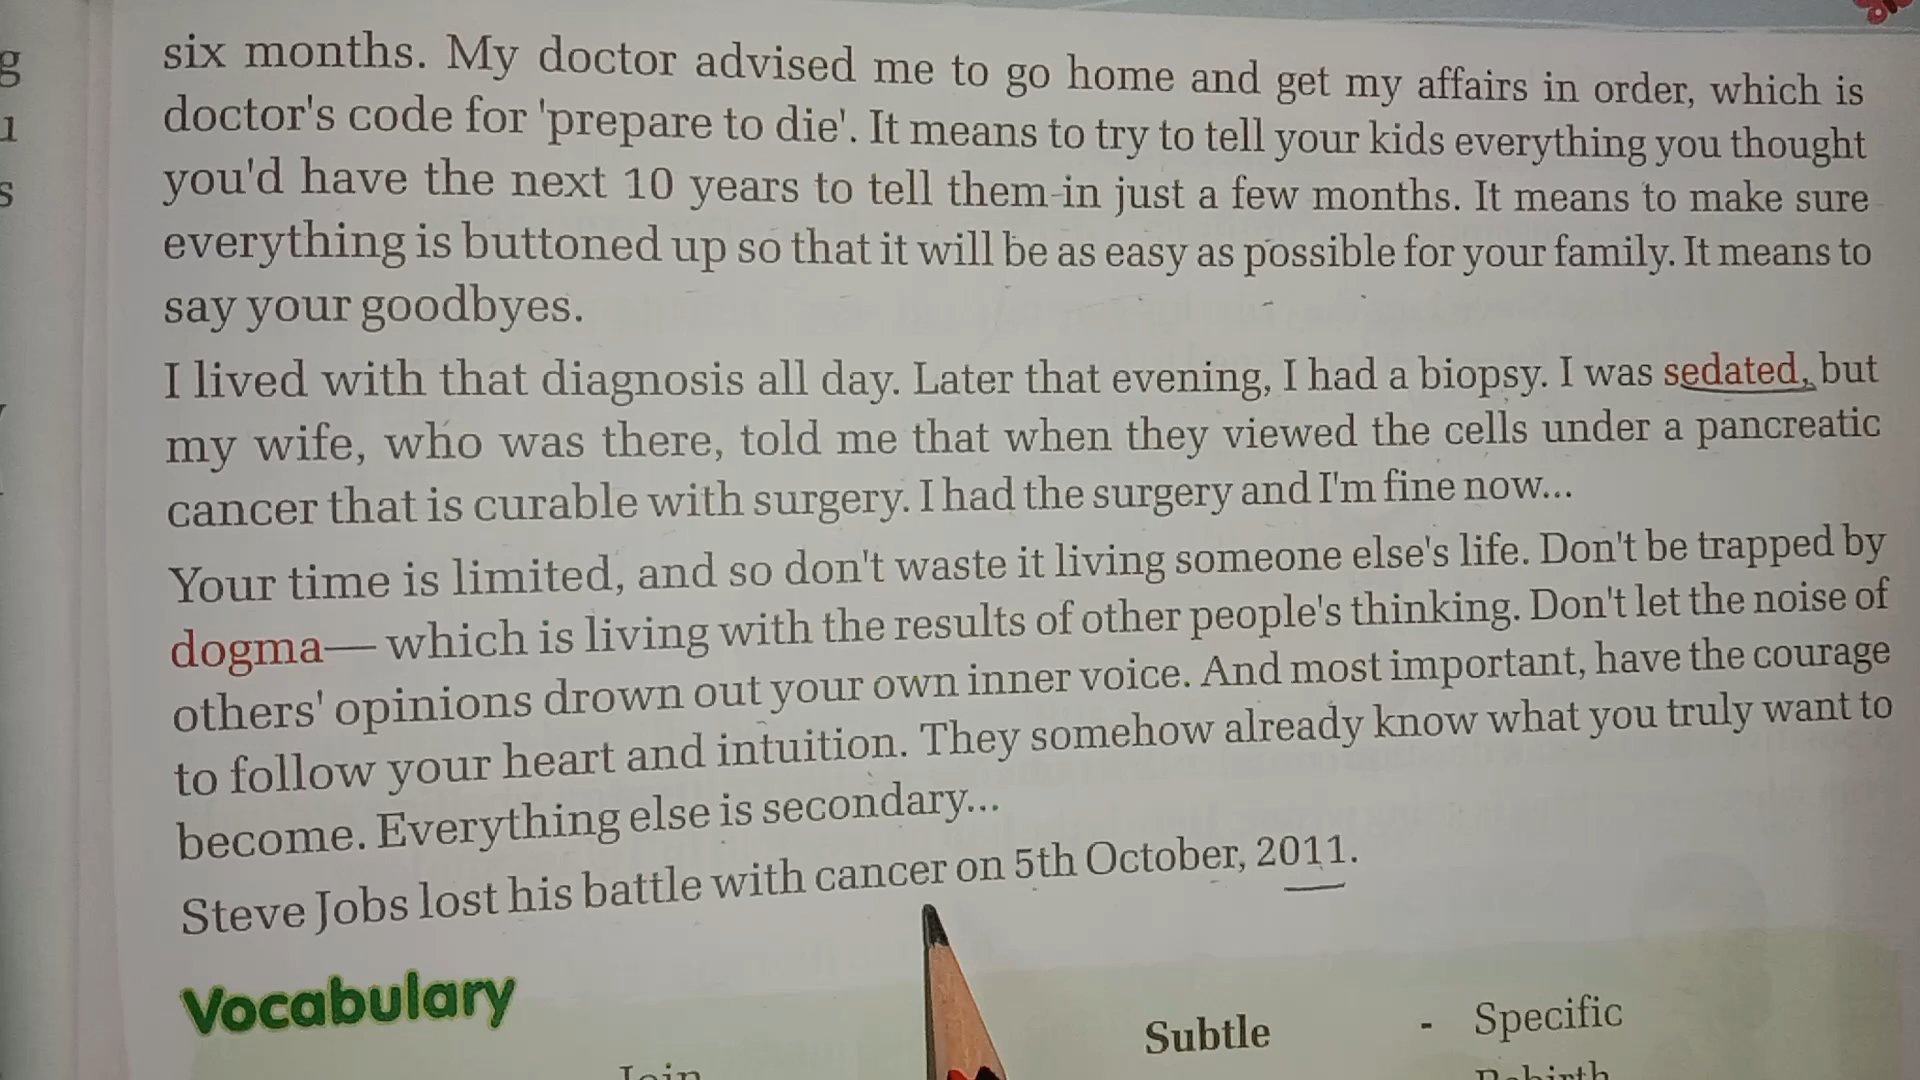 six months. My doctor advised me to go home and get my affairs in order, which is
doctor's code for 'prepare to die'. It means to try to tell your kids everything you thought
you'd have the next 10 years to tell them in just a few months. It means to make sure
everything is buttoned up so that it will be as easy as possible for your family. It means to
say your goodbyes.
I lived with that diagnosis all day. Later that evening, I had a biopsy. I was sedated, but
my wife, who was there, told me that when they viewed the cells under a pancreatic
cancer that is curable with surgery. I had the surgery and I'm fine now...
Your time is limited, and so don't waste it living someone else's life. Don't be trapped by
dogma— which is living with the results of other people's thinking. Don't let the noise of
others' opinions drown out your own inner voice. And most important, have the courage
to follow your heart and intuition. They somehow already know what you truly want to
become. Everything else is secondary...
Steve Jobs lost his battle with cancer on 5th October, 2011.
Vocabulary
Subtle - Specific
Join Rebirth